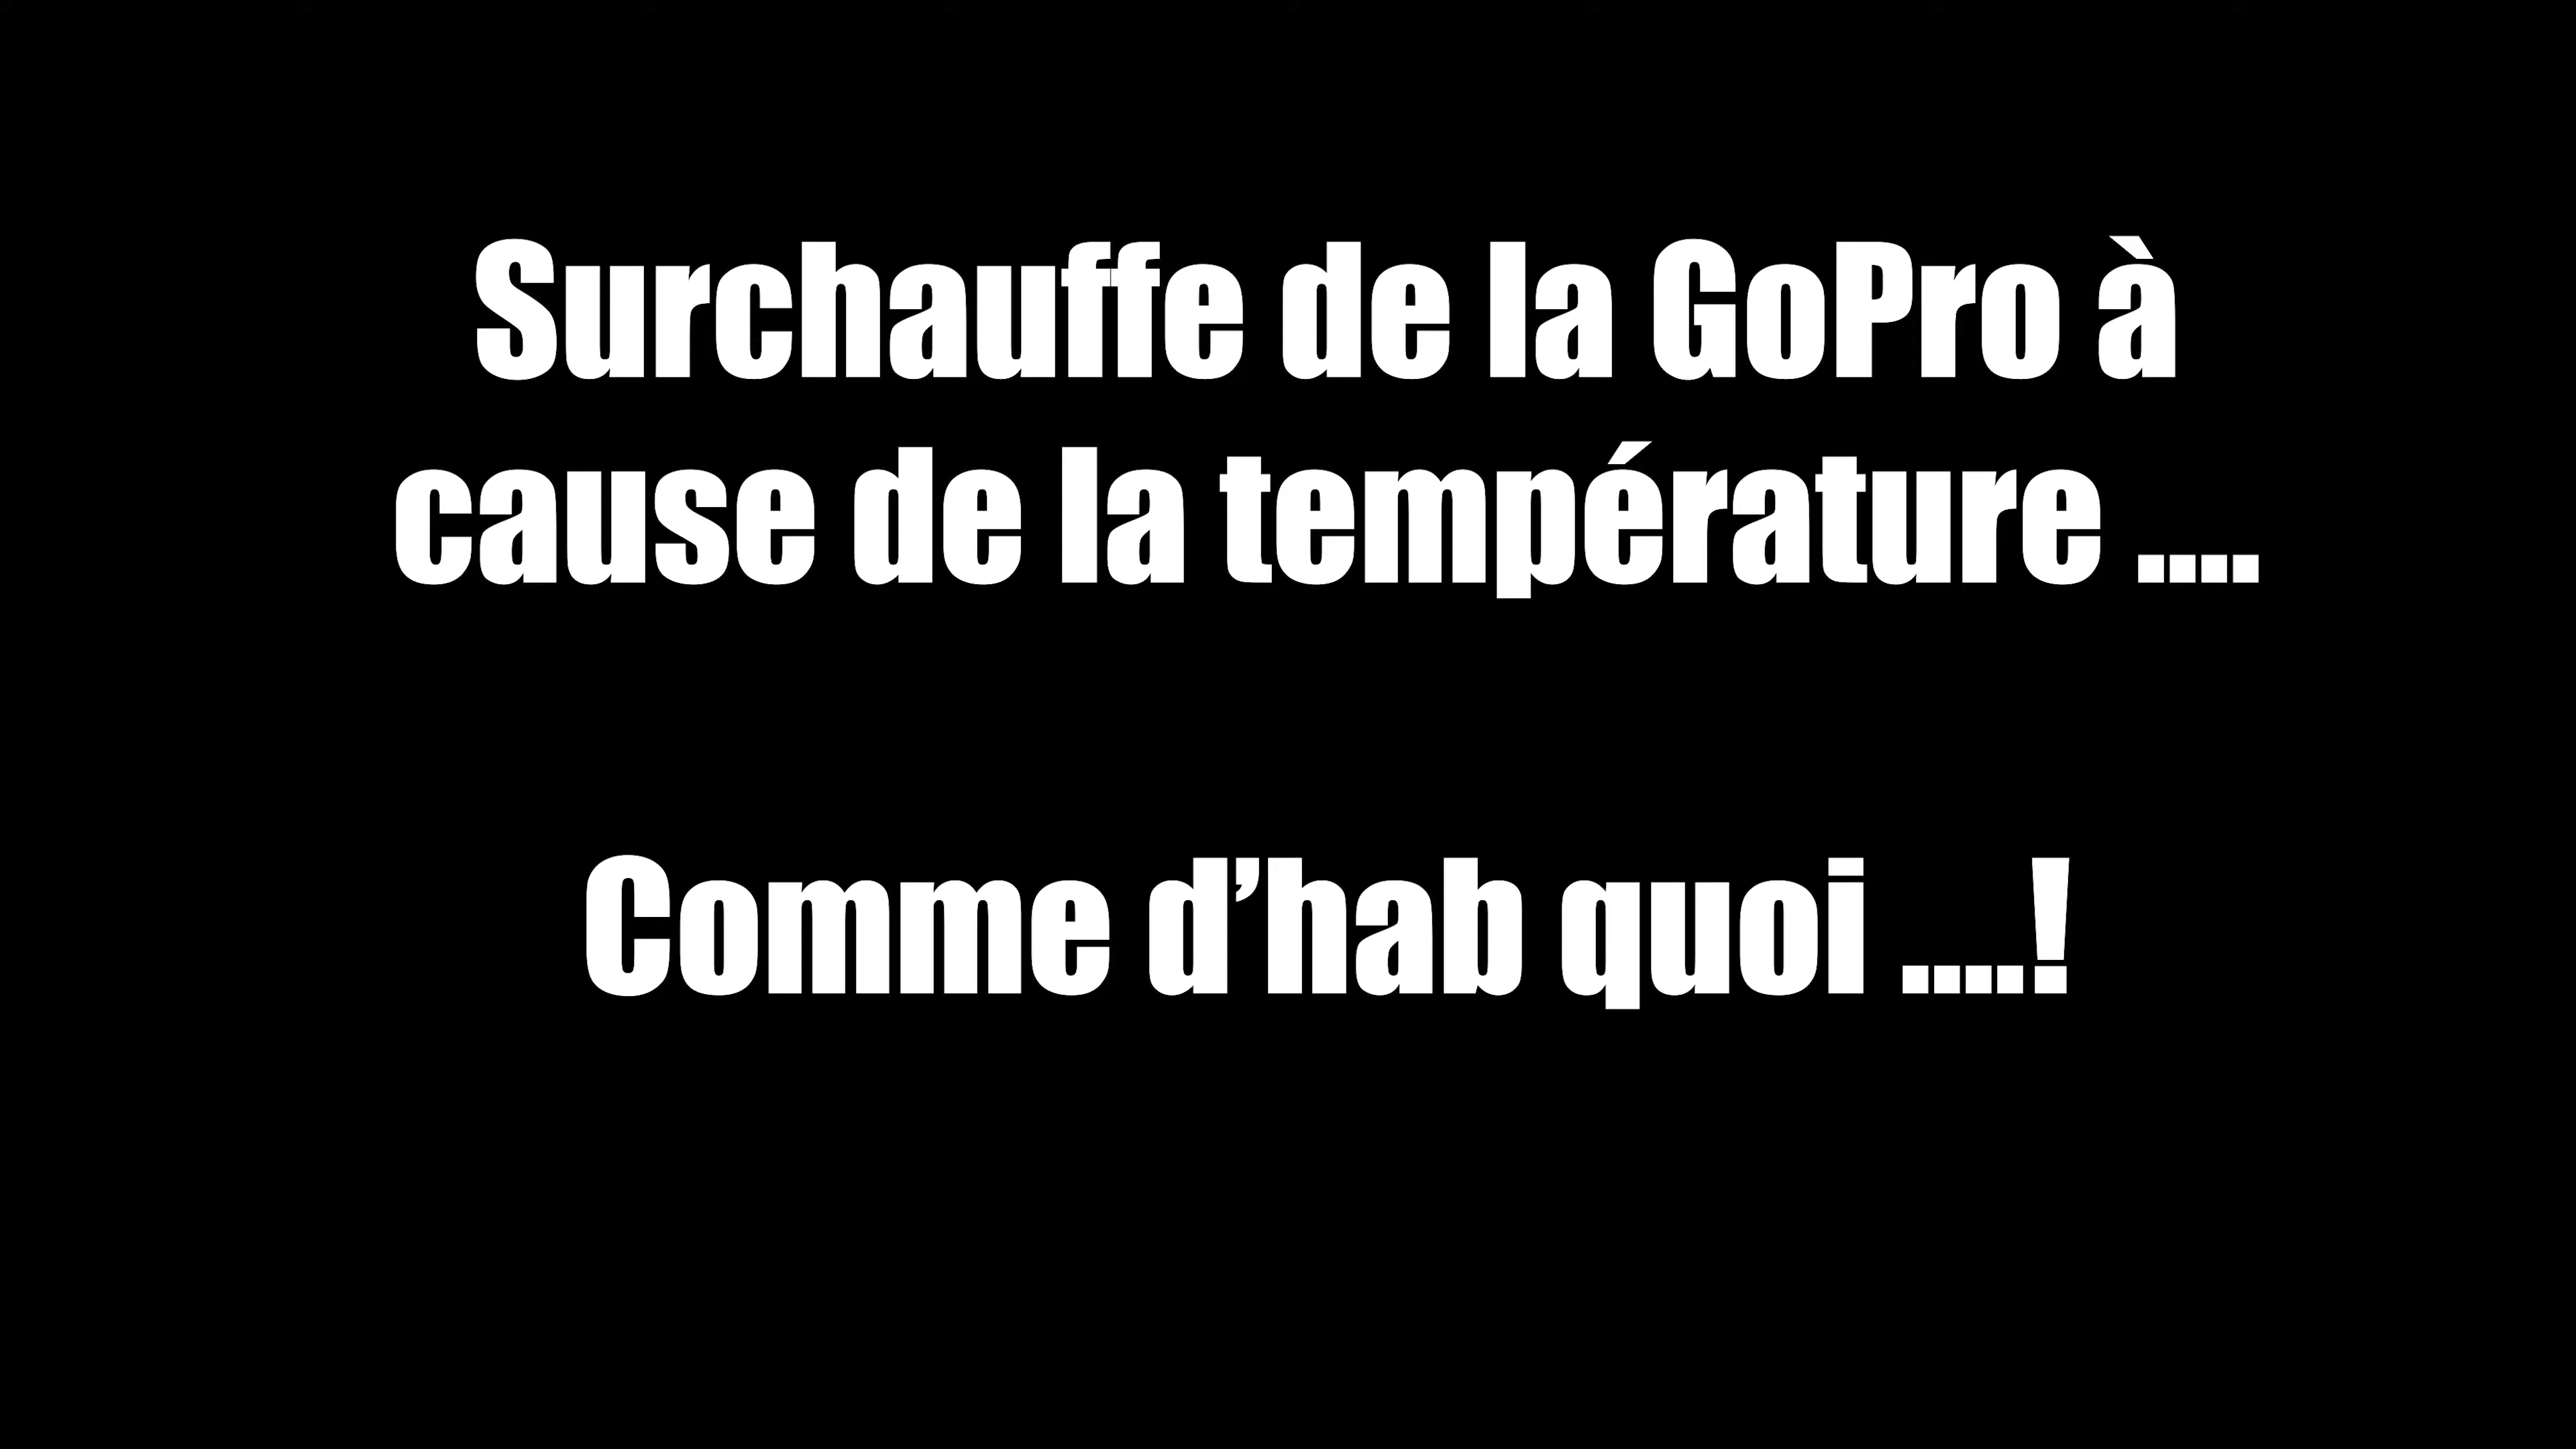 Surchauffe de la GoPro à
cause de la température ....
Comme d’hab quoi ....!